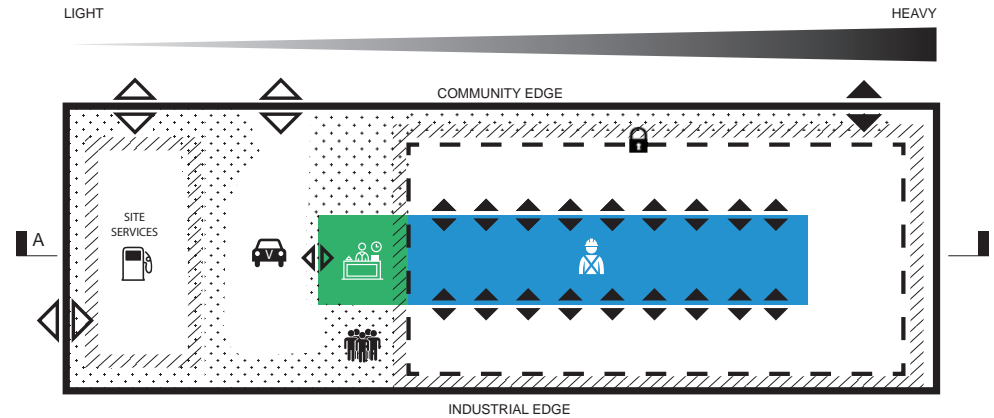 LIGHT
HEAVY
COMMUNITY EDGE
SITE
SERVICES
A
V
INDUSTRIAL EDGE